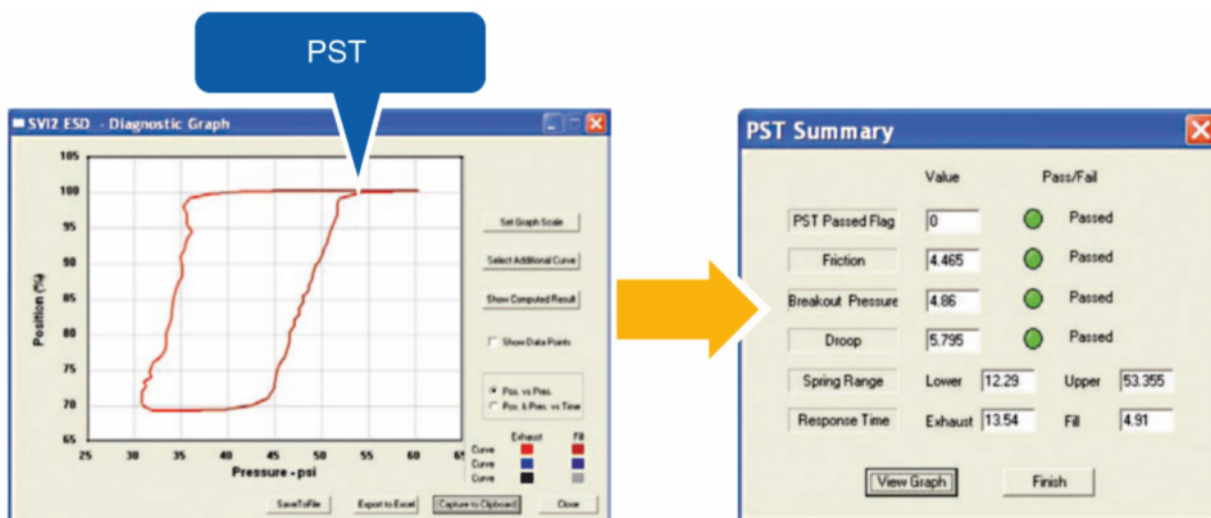 PST
SVI2 ESD - Diagnostic Graph
105
100
95
90
85
80
75
70
65
Position (%)
25 30 35 40 45 50 55 60 65
Pressure - psi
Set Graph Scale
Select Additional Curve
Show Computed Result
Show Data Points
Pos. vs Pres.
Pos. & Pres. vs Time
Exhaust Fill
Curve
Curve
Curve
SaveToFile Export to Excel Capture to Clipboard Close
PST Summary
Value Pass/Fail
PST Passed Flag 0 Passed
Friction 4.465 Passed
Breakout Pressure 4.86 Passed
Droop 5.795 Passed
Spring Range Lower 12.29 Upper 53.355
Response Time Exhaust 13.54 Fill 4.91
View Graph Finish